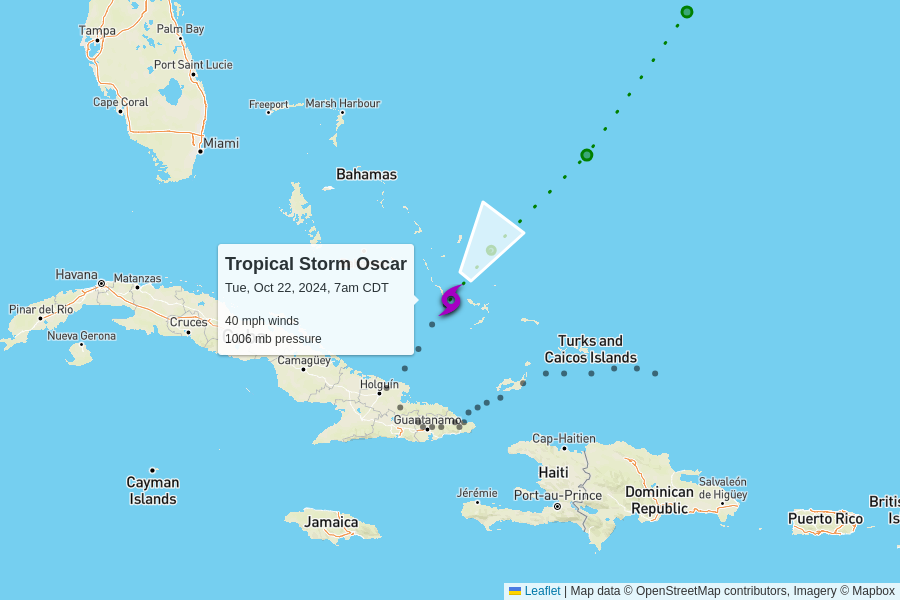 Tampa
Palm Bay
Port Saint Lucie
Cape Coral
Freeport
Marsh Harbour
Miami
Bahamas
Tropical Storm Oscar
Tue, Oct 22, 2024, 7am CDT
40 mph winds
1006 mb pressure
Havana
Matanzas
Pinar del Rio
Cruces
Nueva Gerona
Camagüey
Turks and
Caicos Islands
Holguín
Guantanamo
Cap-Haitien
Cayman
Islands
Haiti
Jérémie
Port-au-Prince
Dominican
Republic
Salvaleón
de Higüey
Jamaica
Puerto Rico
Britis
Is
Leaflet | Map data © OpenStreetMap contributors, Imagery © Mapbox